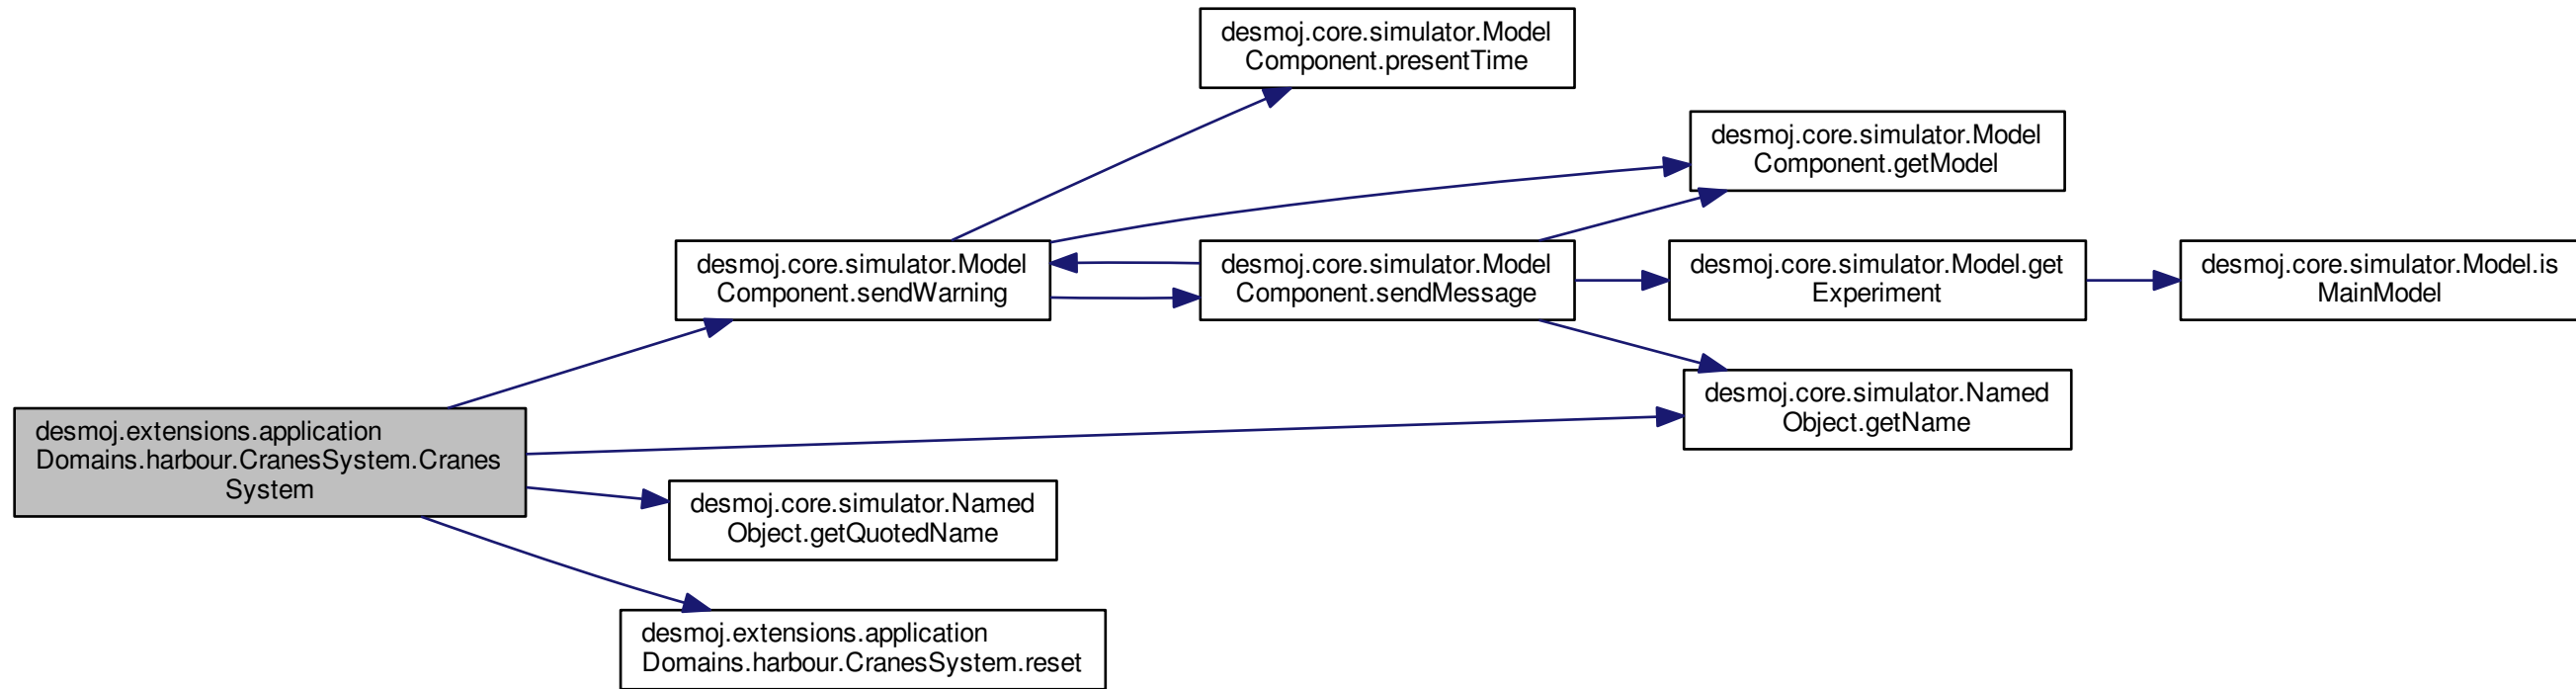 desmoj.core.simulator.Model
Component.presentTime
desmoj.core.simulator.Model
Component.getModel
desmoj.core.simulator.Model
Component.sendWarning
desmoj.core.simulator.Model
Component.sendMessage
desmoj.core.simulator.Model.get
Experiment
desmoj.core.simulator.Model.is
MainModel
desmoj.core.simulator.Named
Object.getName
desmoj.extensions.application
Domains.harbour.CranesSystem.Cranes
System
desmoj.core.simulator.Named
Object.getQuotedName
desmoj.extensions.application
Domains.harbour.CranesSystem.reset